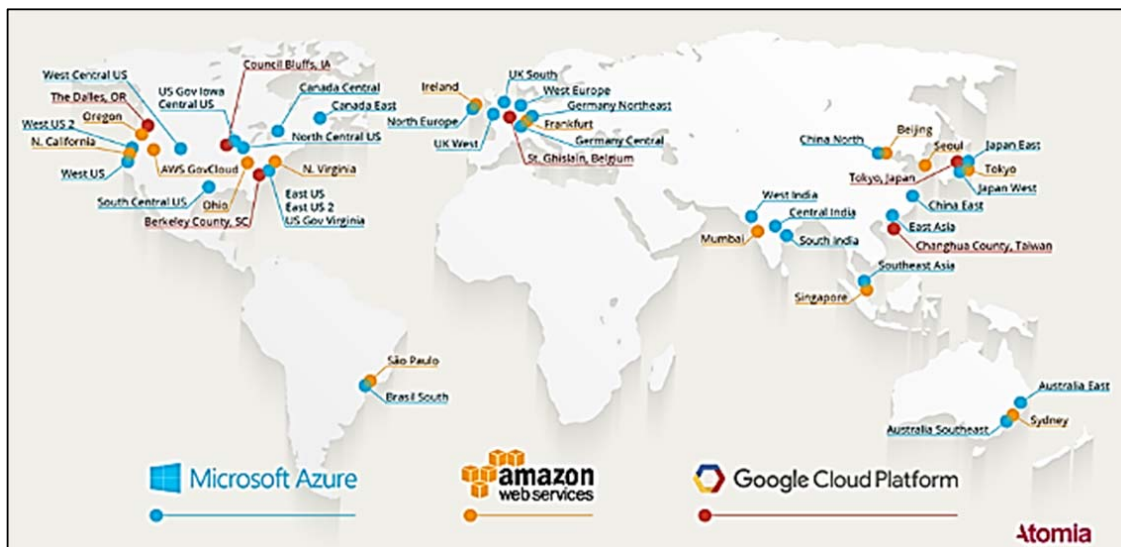 Council Bluffs, IA
West Central US
US Gov Iowa
Central US
Canada Central
Canada East
The Dalles, OR
Oregon
West US 2
N. California
West US
AWS GovCloud
North Central US
N. Virginia
South Central US
Ohio
East US
East US 2
US Gov Virginia
Berkeley County, SC
Ireland
North Europe
UK South
West Europe
Germany Northeast
Frankfurt
Germany Central
UK West
St. Ghislain, Belgium
China North
Beijing
Seoul
Japan East
Tokyo, Japan
Tokyo
Japan West
China East
West India
Central India
East Asia
Mumbai
South India
Changhua County, Taiwan
Southeast Asia
Singapore
São Paulo
Brasil South
Australia East
Sydney
Australia Southeast
Microsoft Azure
amazon
web services
Google Cloud Platform
Atomia